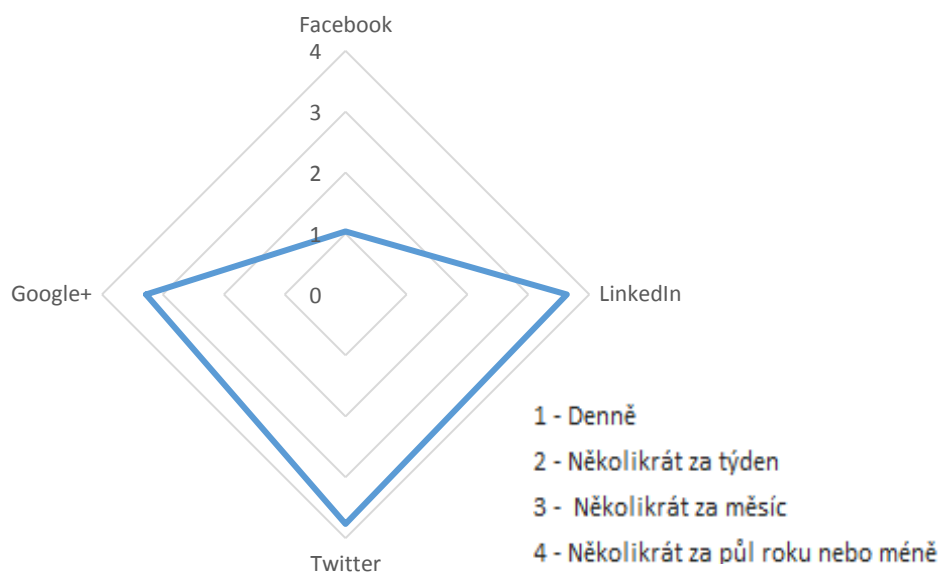 Facebook
4
3
2
1
0
Google+
LinkedIn
Twitter
1 - Denně
2 - Několikrát za týden
3 - Několikrát za měsíc
4 - Několikrát za půl roku nebo méně